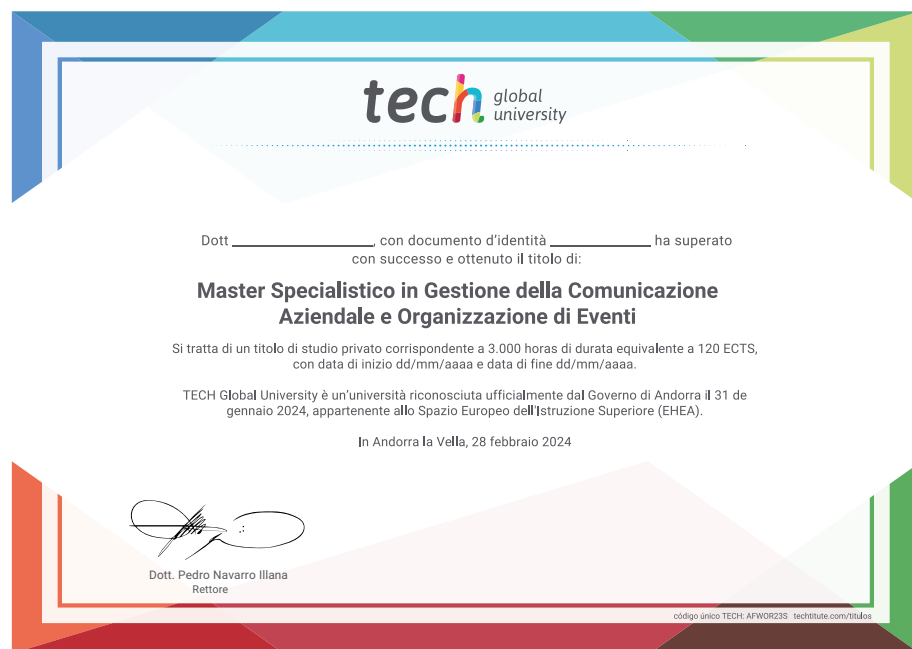 tech global university
Dott ____________________, con documento d'identità ______________ ha superato
con successo e ottenuto il titolo di:
Master Specialistico in Gestione della Comunicazione
Aziendale e Organizzazione di Eventi
Si tratta di un titolo di studio privato corrispondente a 3.000 horas di durata equivalente a 120 ECTS,
con data di inizio dd/mm/aaaa e data di fine dd/mm/aaaa.
TECH Global University è un'università riconosciuta ufficialmente dal Governo di Andorra il 31 de
gennaio 2024, appartenente allo Spazio Europeo dell'Istruzione Superiore (EHEA).
In Andorra la Vella, 28 febbraio 2024
Dott. Pedro Navarro Illana
Rettore
código único TECH: AFWOR23S techtitute.com/titulos